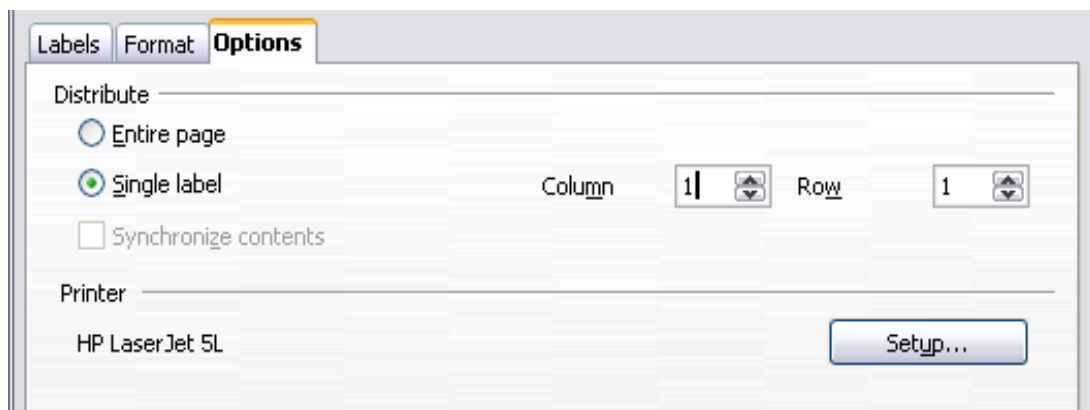 Labels Format Options
Distribute
Entire page
Single label Column 1 Row 1
Synchronize contents
Printer
HP LaserJet 5L Setup...